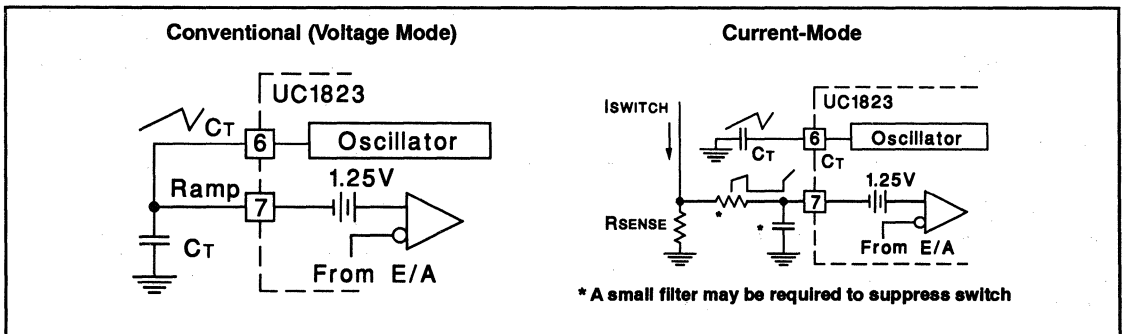 Conventional (Voltage Mode)
UC1823
CT
6
Oscillator
Ramp
7
1.25V
CT
From E/A
Current-Mode
ISWITCH
UC1823
6
Oscillator
CT
CT
1.25V
7
RSENSE
*
*
From E/A
* A small filter may be required to suppress switch